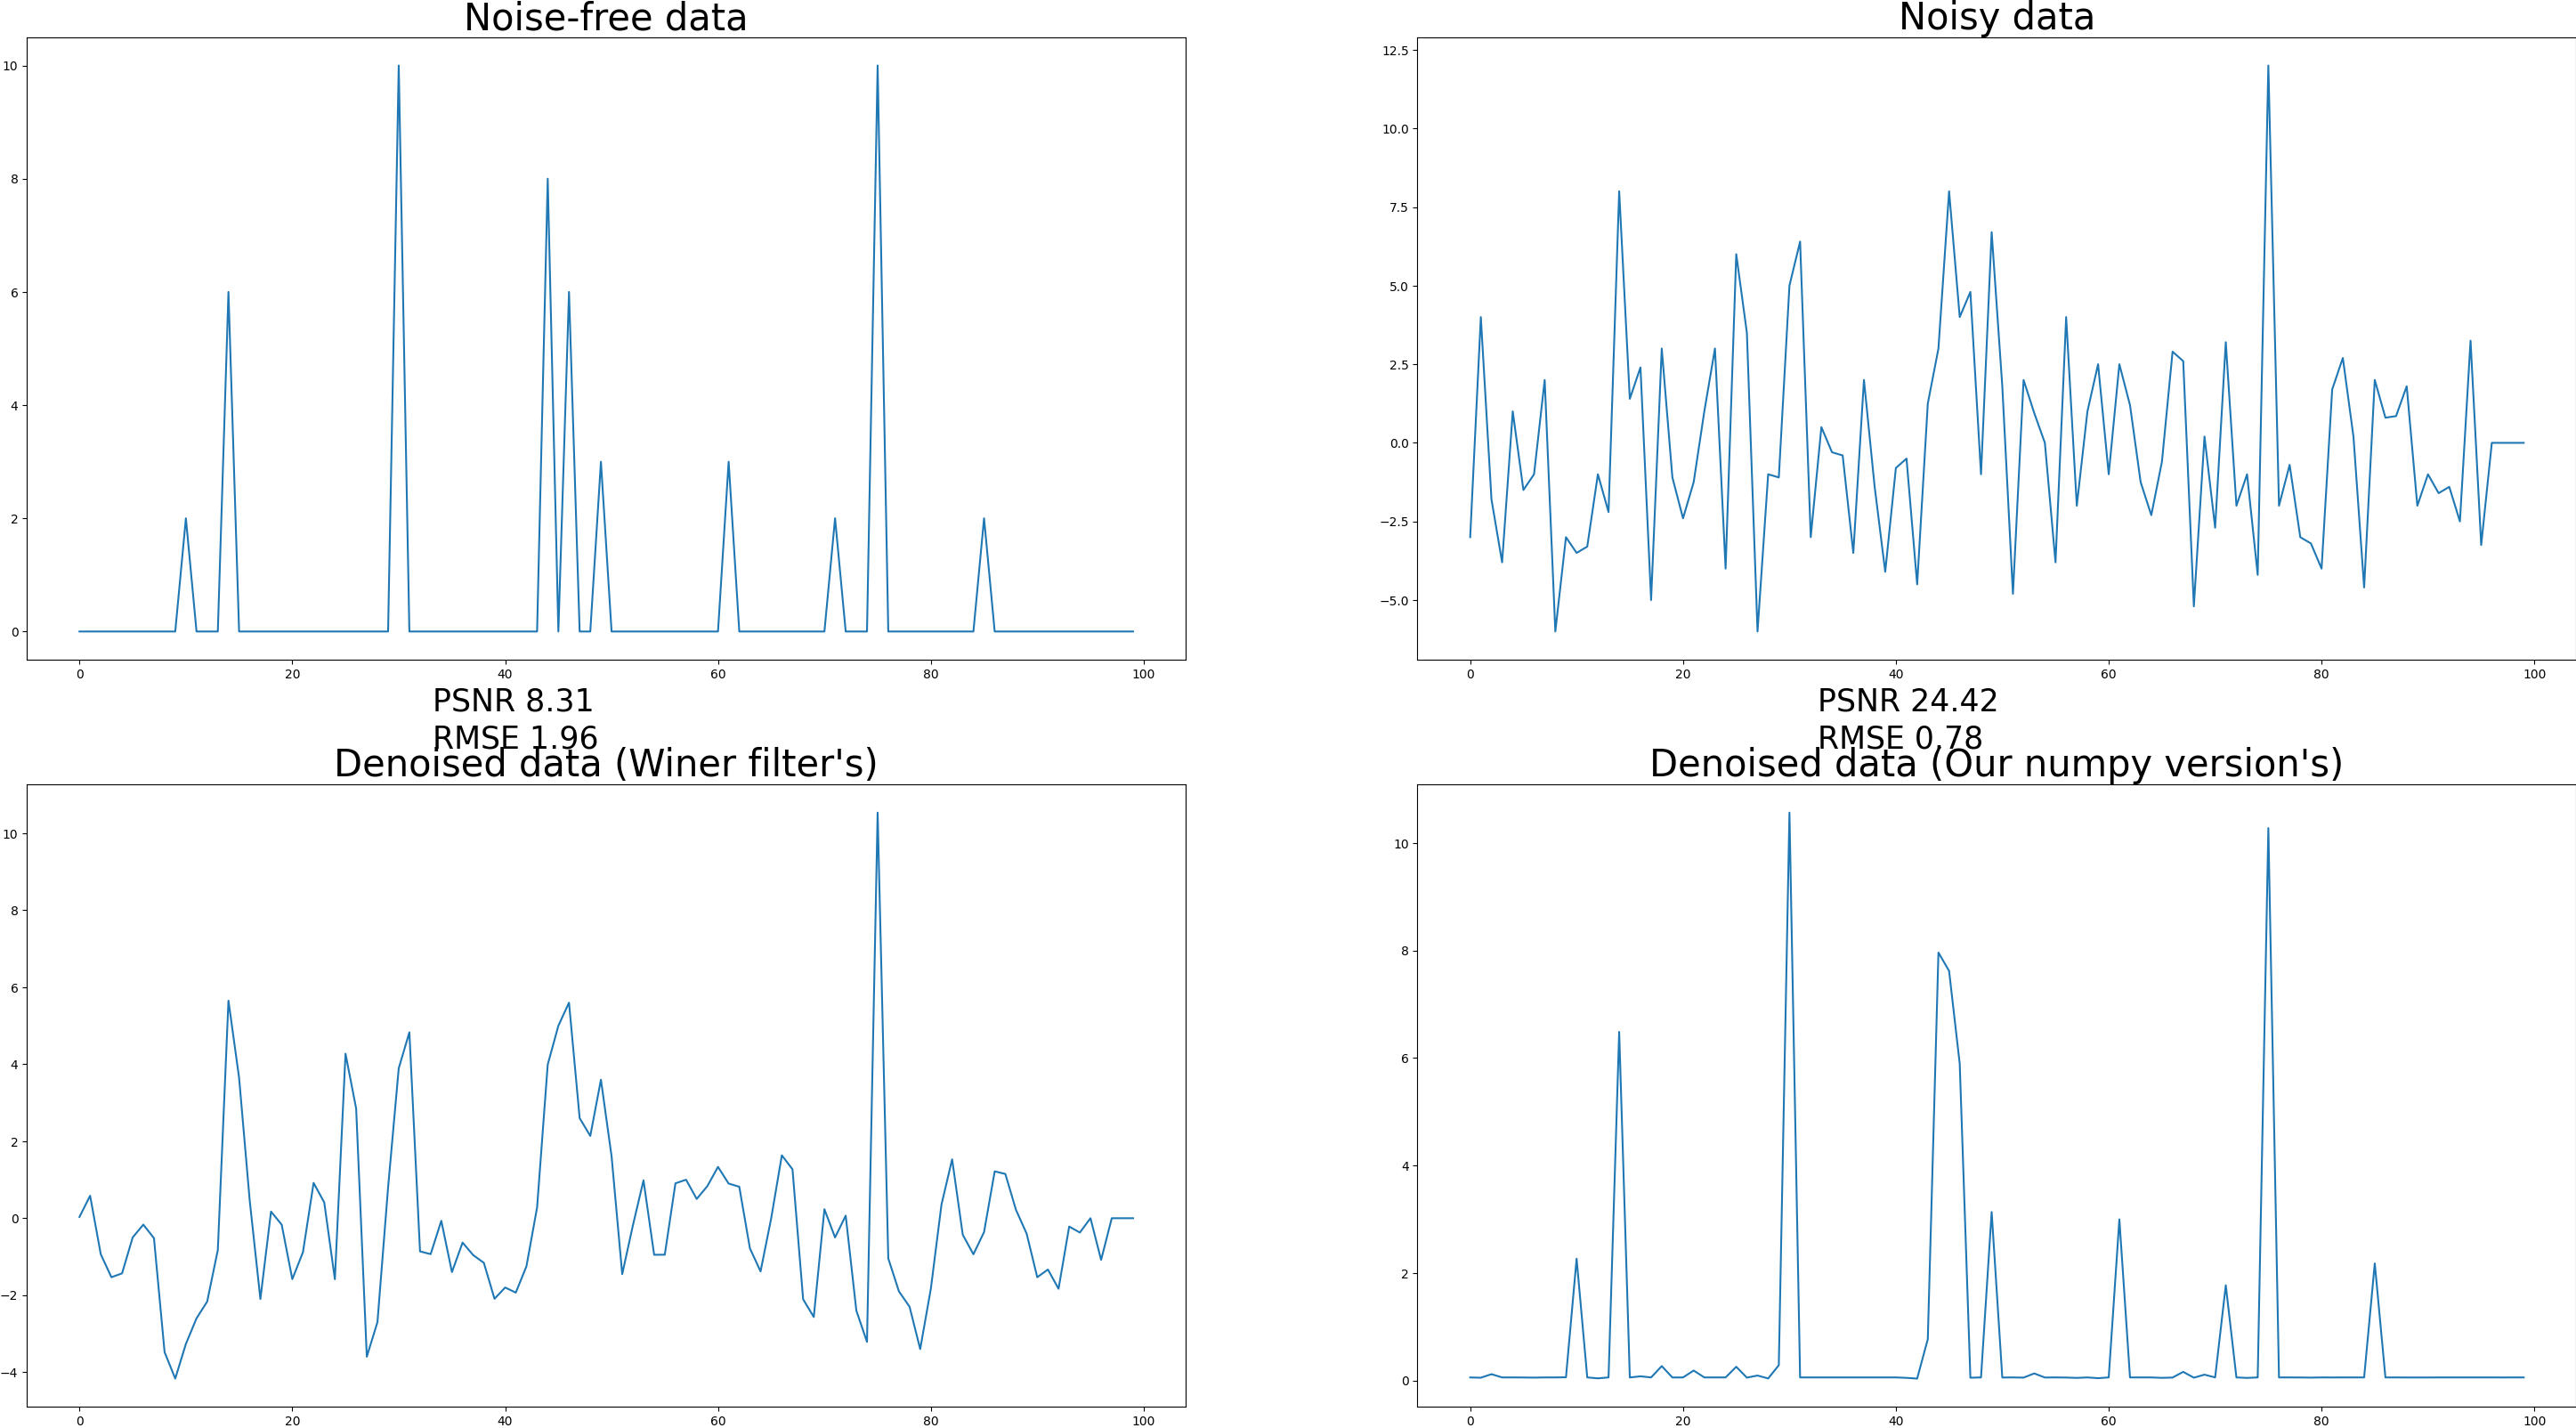 Noise-free data
10
8
6
4
2
0
0 20 40 60 80 100
Noisy data
12.5
10.0
7.5
5.0
2.5
0.0
−2.5
−5.0
0 20 40 60 80 100
PSNR 8.31
RMSE 1.96
Denoised data (Winer filter's)
10
8
6
4
2
0
−2
−4
0 20 40 60 80 100
PSNR 24.42
RMSE 0.78
Denoised data (Our numpy version's)
10
8
6
4
2
0
0 20 40 60 80 100